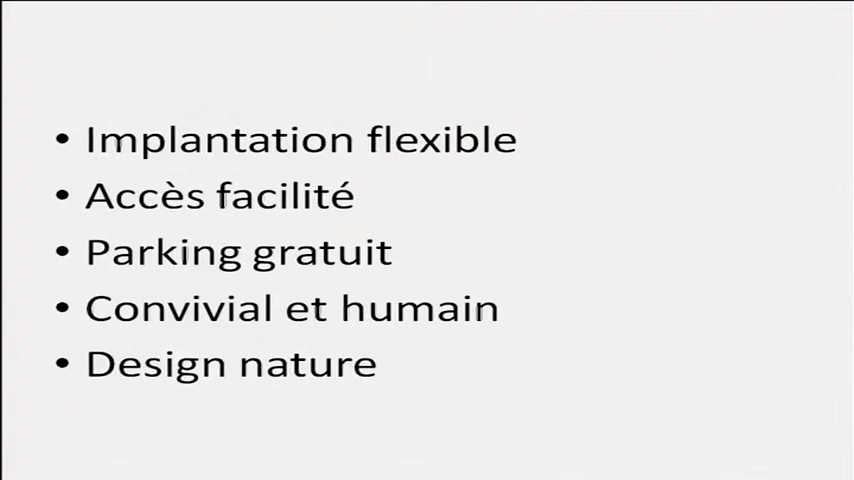 • Implantation flexible
• Accès facilité
• Parking gratuit
• Convivial et humain
• Design nature